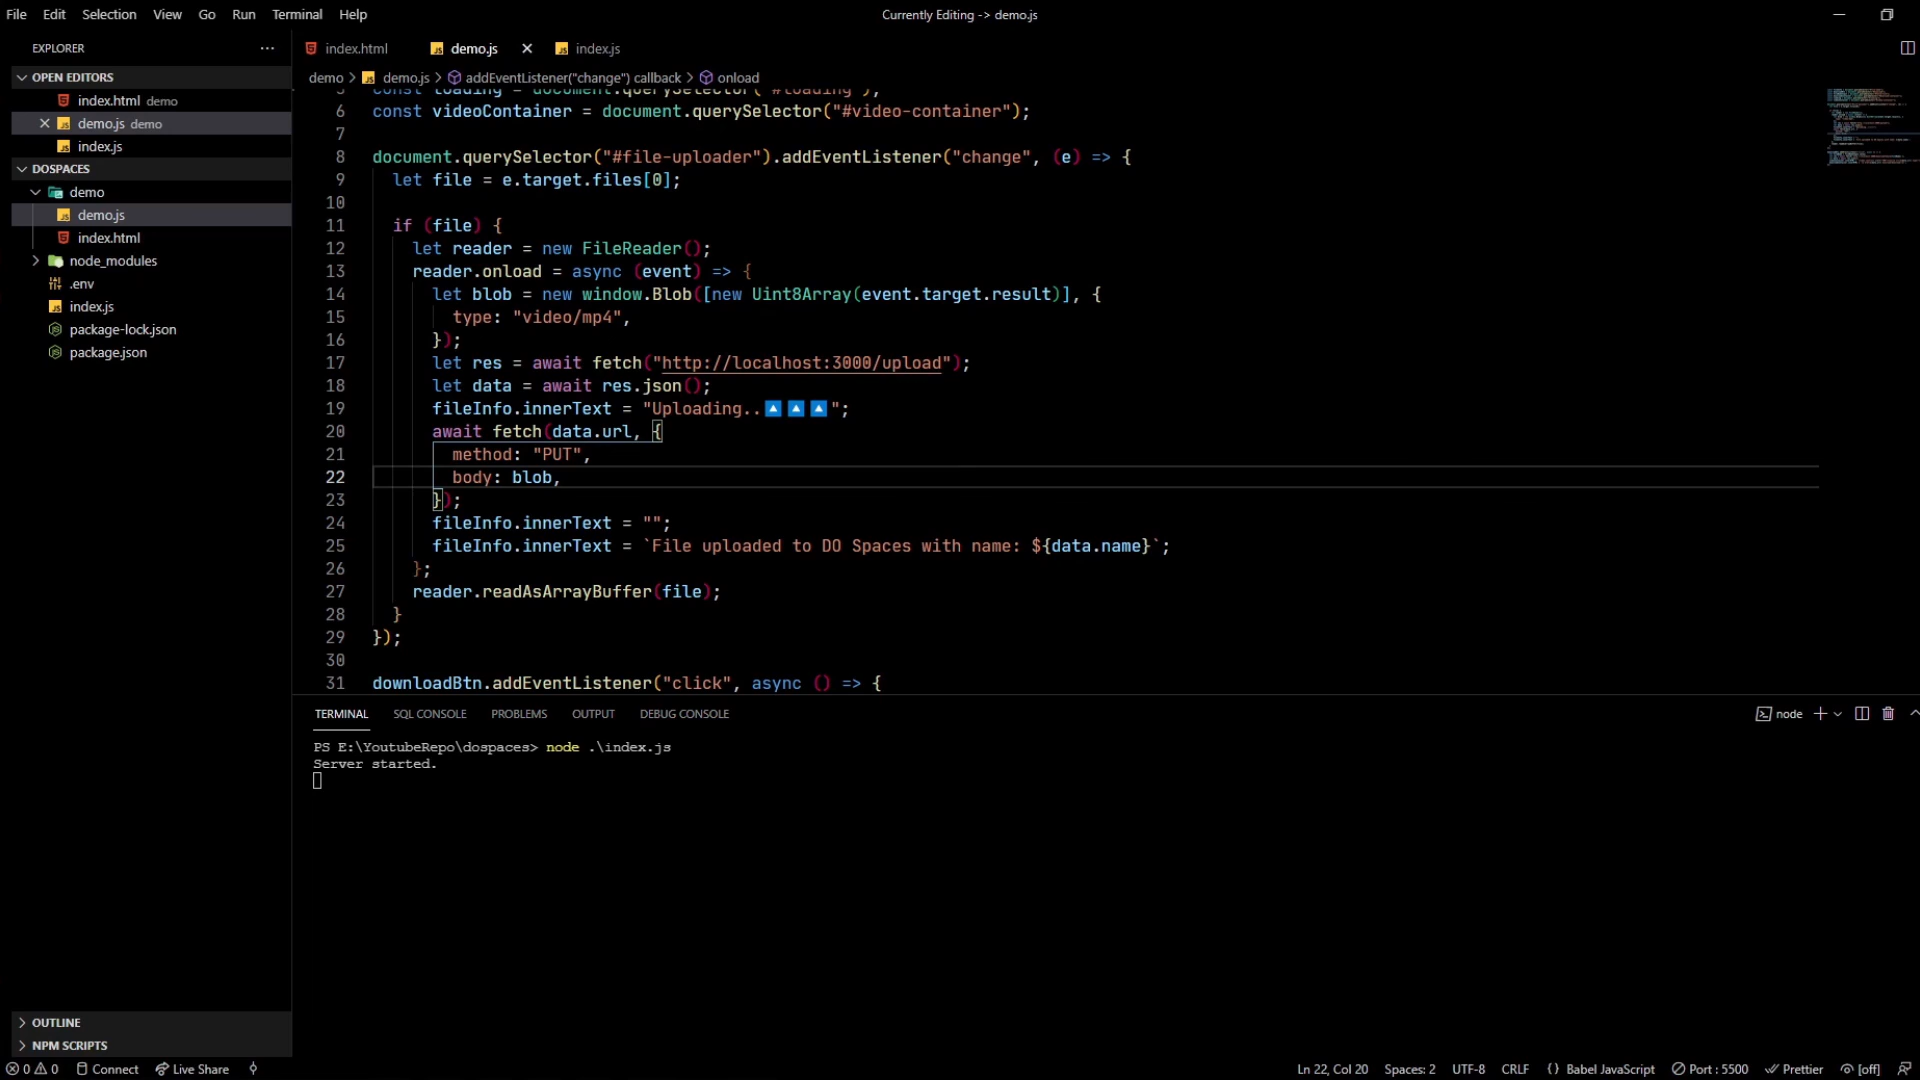 File Edit Selection View Go Run Terminal Help
Currently Editing -> demo.js
EXPLORER ···
OPEN EDITORS
index.html demo
demo.js demo
index.js
DOSPACES
demo
demo.js
index.html
node_modules
.env
index.js
package-lock.json
package.json
OUTLINE
NPM SCRIPTS
index.html demo.js index.js
demo > demo.js > addEventListener("change") callback > onload
5 const loading = document.querySelector("#loading");
6 const videoContainer = document.querySelector("#video-container");
7
8 document.querySelector("#file-uploader").addEventListener("change", (e) => {
9 let file = e.target.files[0];
10
11 if (file) {
12 let reader = new FileReader();
13 reader.onload = async (event) => {
14 let blob = new window.Blob([new Uint8Array(event.target.result)], {
15 type: "video/mp4",
16 });
17 let res = await fetch("http://localhost:3000/upload");
18 let data = await res.json();
19 fileInfo.innerText = "Uploading..🔼🔼🔼";
20 await fetch(data.url, {
21 method: "PUT",
22 body: blob,
23 });
24 fileInfo.innerText = "";
25 fileInfo.innerText = `File uploaded to DO Spaces with name: ${data.name}`;
26 };
27 reader.readAsArrayBuffer(file);
28 }
29 });
30
31 downloadBtn.addEventListener("click", async () => {
TERMINAL SQL CONSOLE PROBLEMS OUTPUT DEBUG CONSOLE
node
PS E:\YoutubeRepo\dospaces> node .\index.js
Server started.
0 0 Connect Live Share
Ln 22, Col 20 Spaces: 2 UTF-8 CRLF {} Babel JavaScript Port : 5500 Prettier [off]